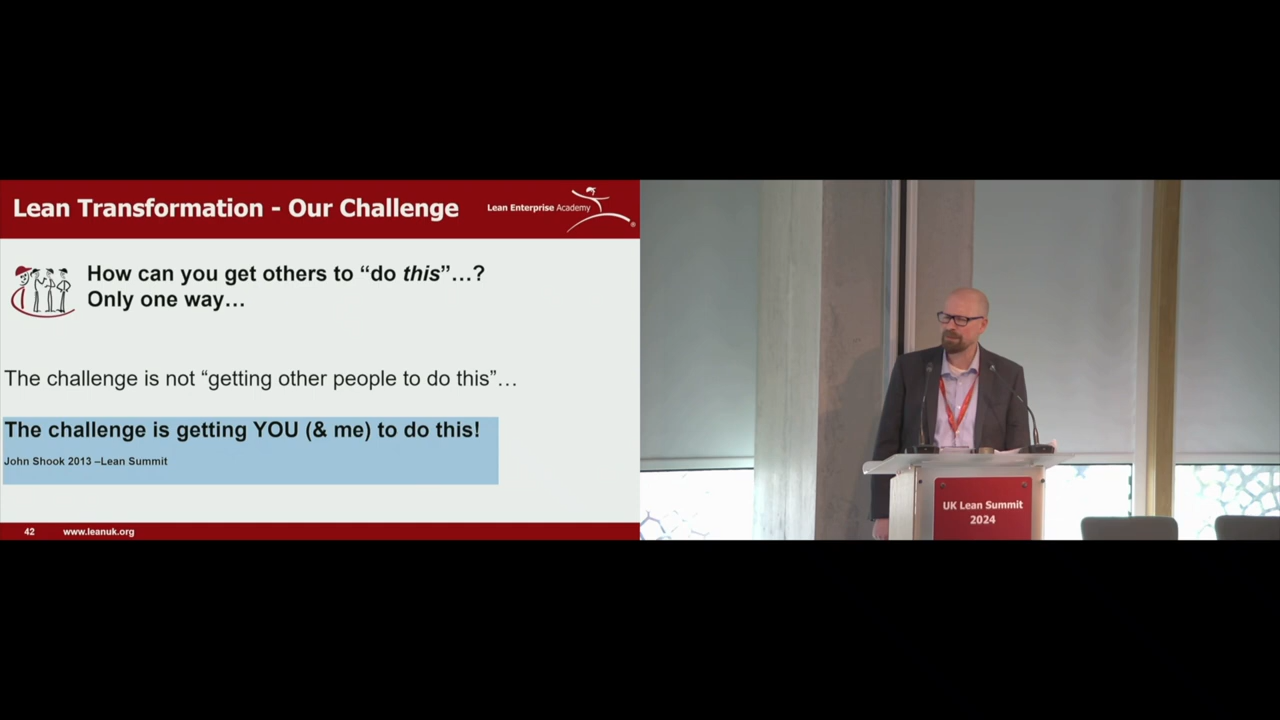 Lean Transformation - Our Challenge
Lean Enterprise Academy
®
How can you get others to “do this”…?
Only one way…
The challenge is not “getting other people to do this”…
The challenge is getting YOU (& me) to do this!
John Shook 2013 –Lean Summit
42 www.leanuk.org
UK Lean Summit
2024